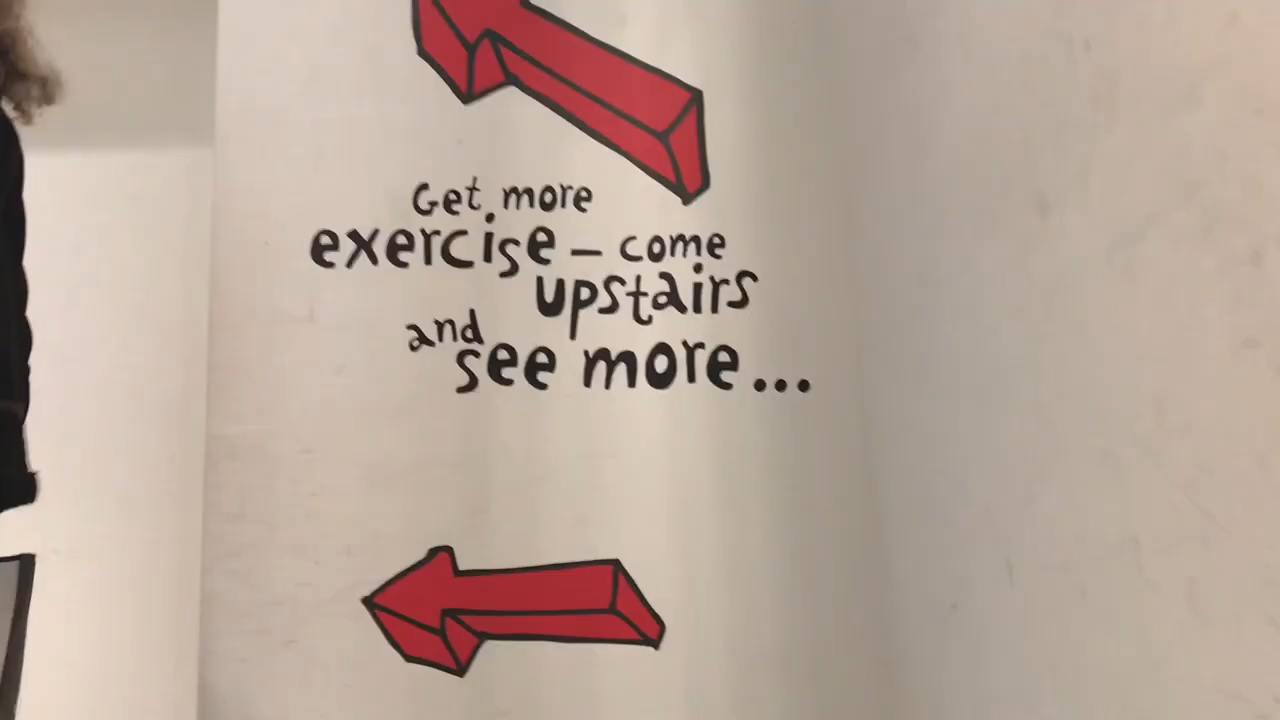 Get more
exercise – come
upstairs
and
see more...